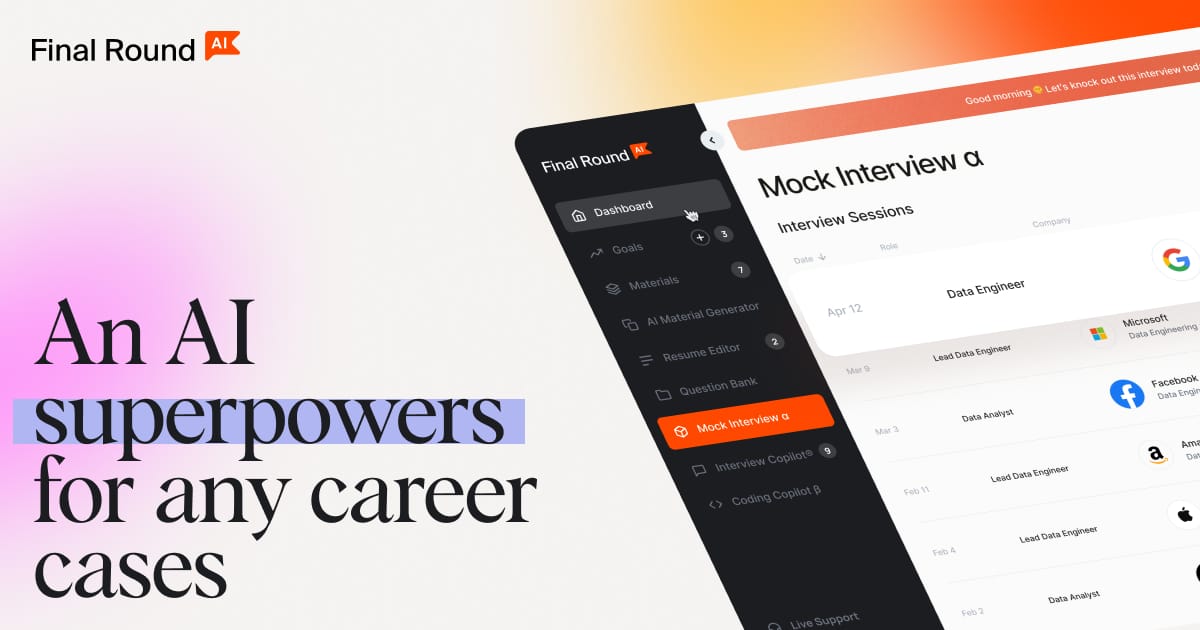 Final Round AI
An AI
superpowers
for any career
cases
Final Round AI
Dashboard
Goals + 3
Materials 7
AI Material Generator
Resume Editor 2
Question Bank
Mock Interview α
Interview Copilot® 9
Coding Copilot β
Live Support
Good morning Let's knock out this interview tod
Mock Interview α
Interview Sessions
Date ↓ Role Company
Apr 12 Data Engineer
Mar 9 Lead Data Engineer Microsoft
Data Engineering
Mar 3 Data Analyst Facebook
Data Engin
Feb 11 Lead Data Engineer Ama
Dat
Feb 4 Lead Data Engineer
Feb 2 Data Analyst